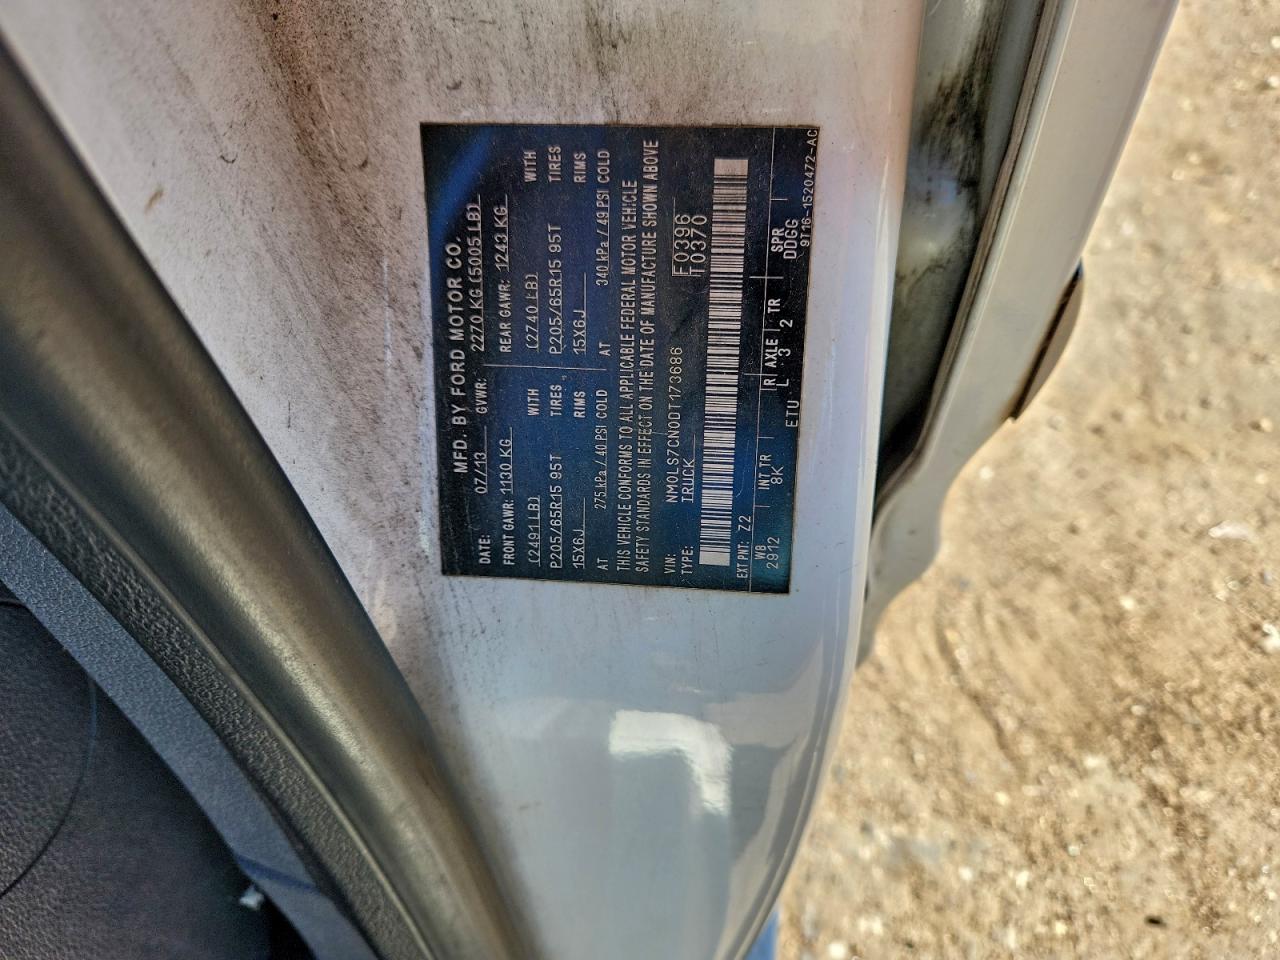 MFD. BY FORD MOTOR CO.
DATE: 07/13 GVWR: 2270 KG (5005 LB)
FRONT GAWR: 1130 KG REAR GAWR: 1243 KG
(2491 LB) WITH (2740 LB) WITH
P205/65R15 95T TIRES P205/65R15 95T TIRES
15X6J RIMS 15X6J RIMS
AT 275 kPa / 40 PSI COLD AT 340 kPa / 49 PSI COLD
THIS VEHICLE CONFORMS TO ALL APPLICABLE FEDERAL MOTOR VEHICLE
SAFETY STANDARDS IN EFFECT ON THE DATE OF MANUFACTURE SHOWN ABOVE
VIN: NM0LS7CN0DT173686 F0396
TYPE: TRUCK T0370
EXT PNT: Z2
WB INT TR R AXLE TR SPR
2912 8K L 3 2 DDGG
ETU 9T16-1520472-AC